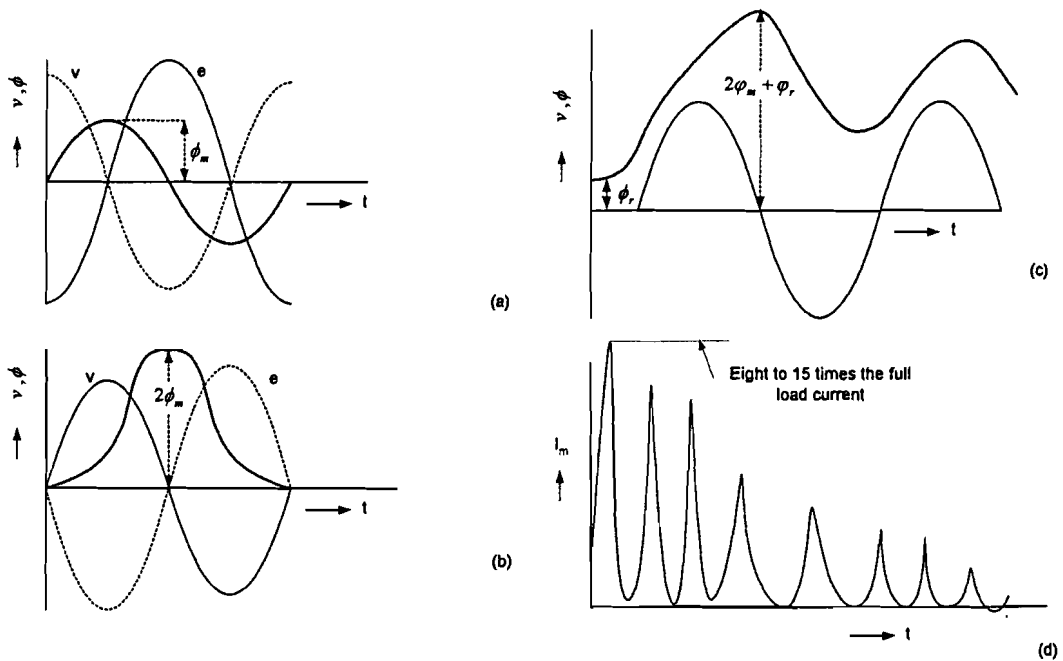 v , ϕ
v
e
ϕm
t
(a)
v , ϕ
v
e
2ϕm
t
(b)
v , ϕ
2φm + φr
ϕr
t
(c)
Eight to 15 times the full
load current
Im
t
(d)